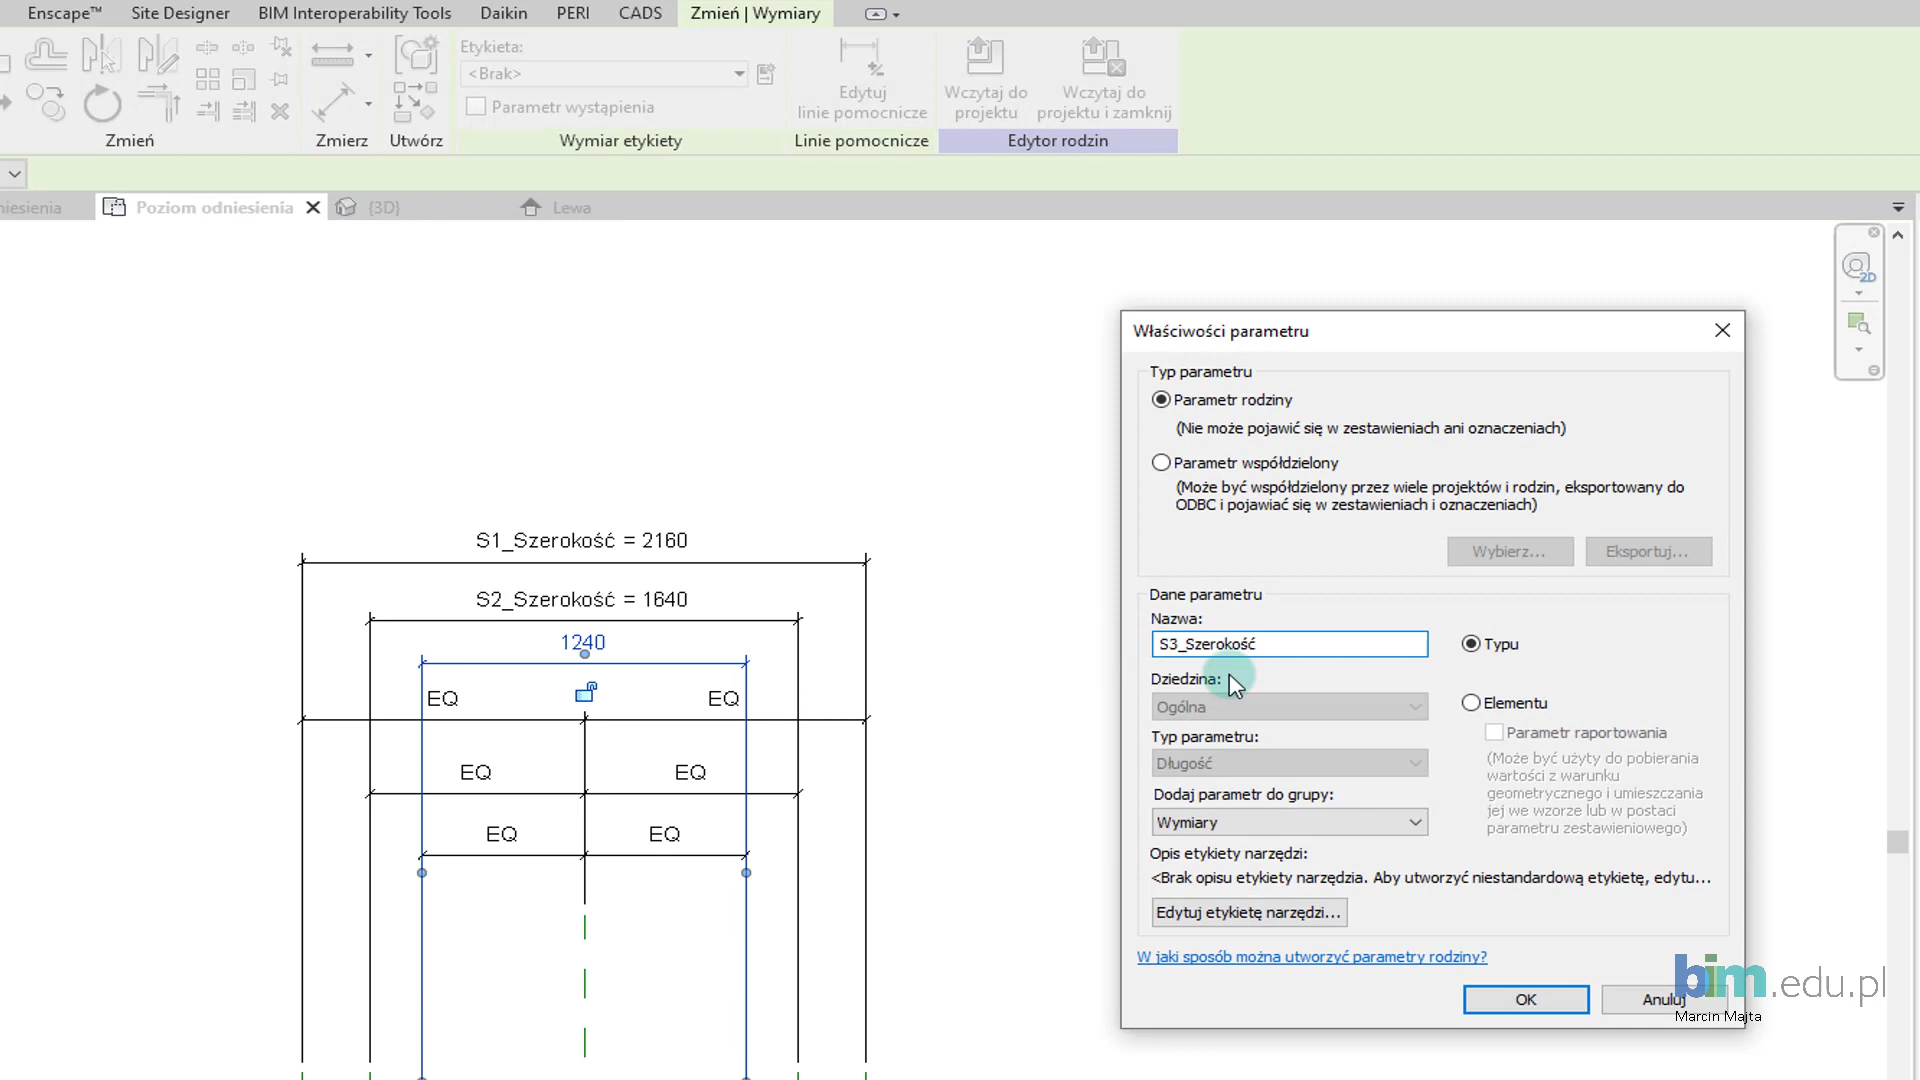 Enscape™ Site Designer BIM Interoperability Tools Daikin PERI CADS Zmień | Wymiary
Etykieta:
<Brak>
Parametr wystąpienia
Edytuj
linie pomocnicze
Wczytaj do
projektu
Wczytaj do
projektu i zamknij
Zmień Zmierz Utwórz Wymiar etykiety Linie pomocnicze Edytor rodzin
niesienia Poziom odniesienia {3D} Lewa
2D
S1_Szerokość = 2160
S2_Szerokość = 1640
1240
EQ EQ
EQ EQ
EQ EQ
Właściwości parametru
Typ parametru
Parametr rodziny
(Nie może pojawić się w zestawieniach ani oznaczeniach)
Parametr współdzielony
(Może być współdzielony przez wiele projektów i rodzin, eksportowany do
ODBC i pojawiać się w zestawieniach i oznaczeniach)
Wybierz... Eksportuj...
Dane parametru
Nazwa:
S3_Szerokość
Typu
Dziedzina:
Ogólna
Elementu
Parametr raportowania
Typ parametru:
Długość
(Może być użyty do pobierania
wartości z warunku
geometrycznego i umieszczania
jej we wzorze lub w postaci
parametru zestawieniowego)
Dodaj parametr do grupy:
Wymiary
Opis etykiety narzędzi:
<Brak opisu etykiety narzędzia. Aby utworzyć niestandardową etykietę, edytu...
Edytuj etykietę narzędzi...
W jaki sposób można utworzyć parametry rodziny?
OK Anuluj
bim.edu.pl
Marcin Majta